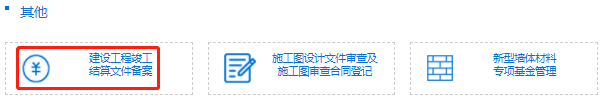 其他
建设工程竣工
结算文件备案
施工图设计文件审查及
施工图审查合同登记
新型墙体材料
专项基金管理